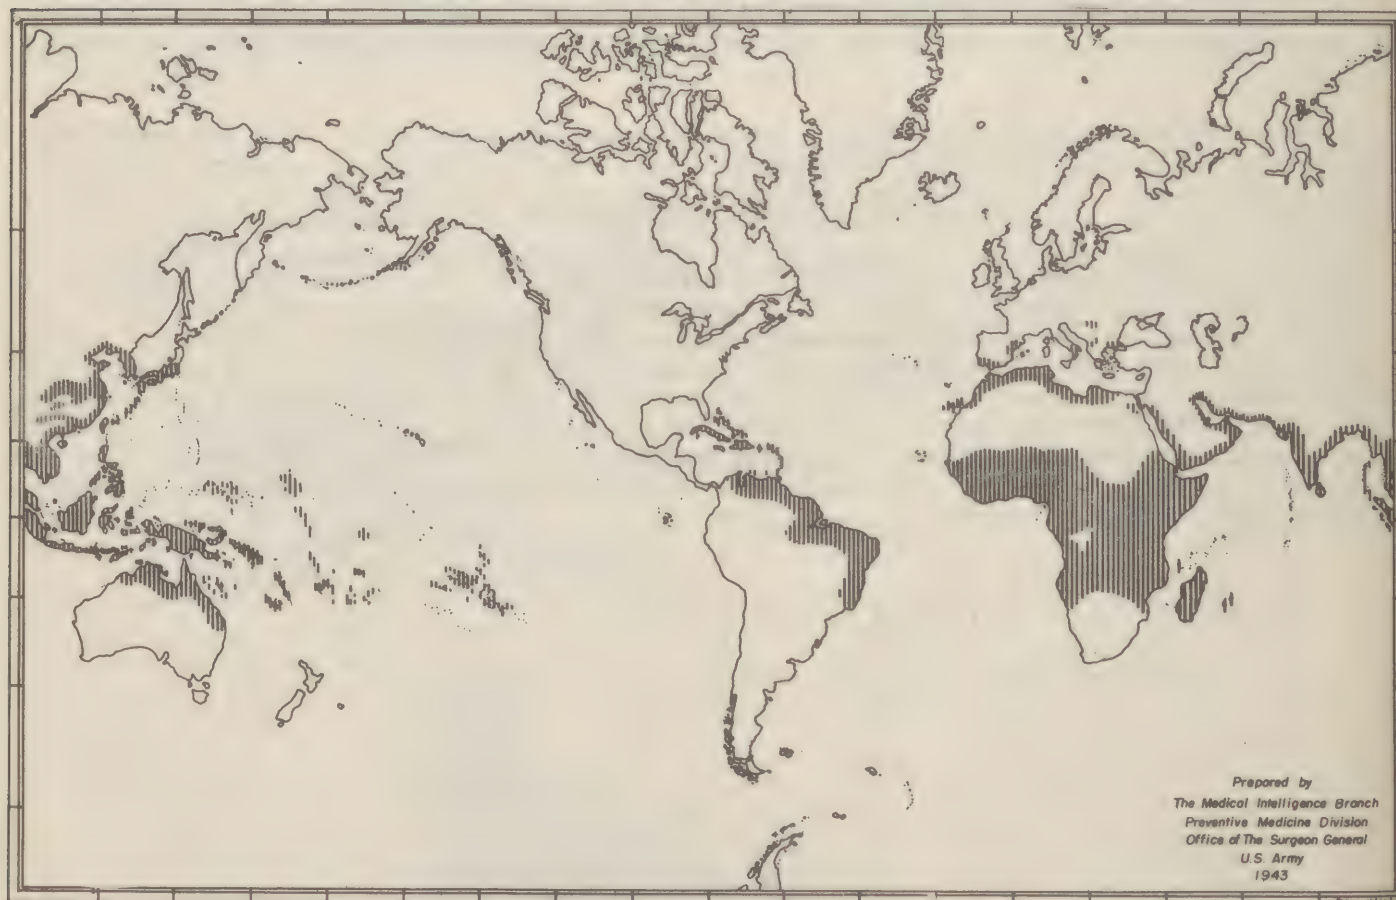 Prepared by
The Medical Intelligence Branch
Preventive Medicine Division
Office of The Surgeon General
U.S. Army
1943